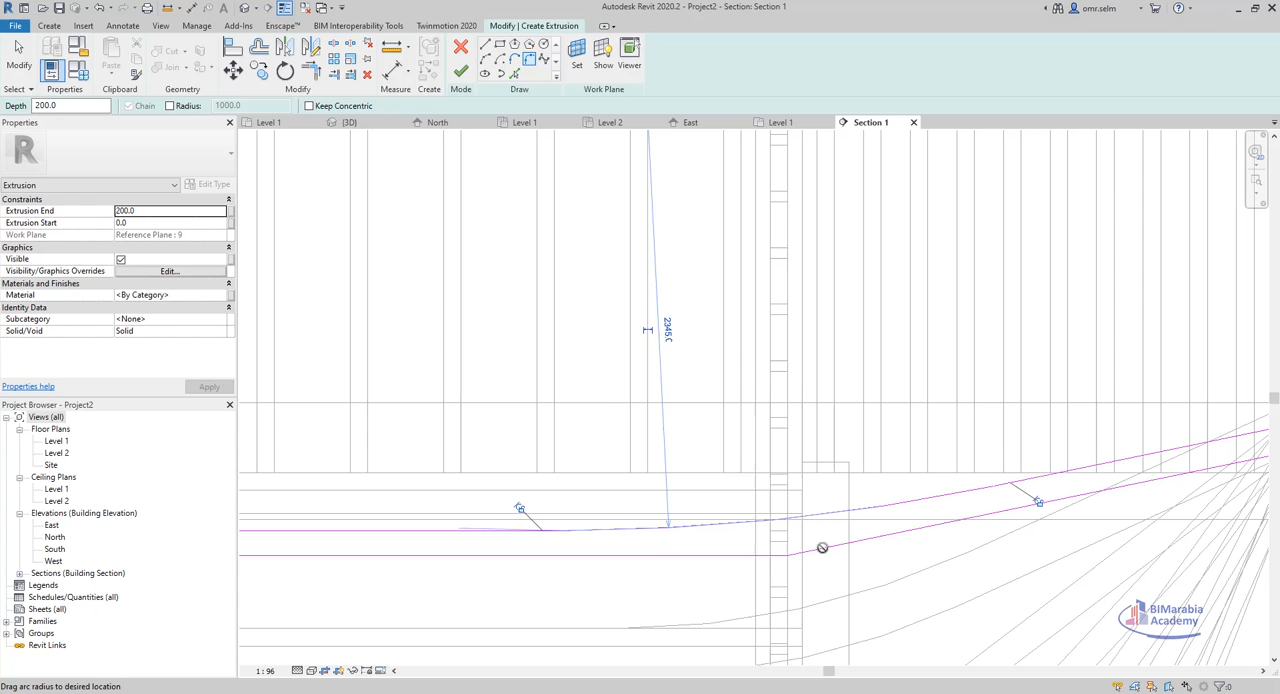 Autodesk Revit 2020.2 - Project2 - Section: Section 1
omr.selm
File Create Insert Annotate View Manage Add-Ins Enscape™ BIM Interoperability Tools Twinmotion 2020 Modify | Create Extrusion
Modify Paste Cut Join Create Set Show Viewer
Select Properties Clipboard Geometry Modify Measure Create Mode Draw Work Plane
Depth 200.0 Chain Radius: 1000.0 Keep Concentric
Properties
Level 1 {3D} North Level 1 Level 2 East Level 1 Section 1
Extrusion Edit Type
Constraints
Extrusion End 200.0
Extrusion Start 0.0
Work Plane Reference Plane : 9
Graphics
Visible
Visibility/Graphics Overrides Edit...
Materials and Finishes
Material <By Category>
Identity Data
Subcategory <None>
Solid/Void Solid
Properties help Apply
Project Browser - Project2
Views (all)
Floor Plans
Level 1
Level 2
Site
Ceiling Plans
Level 1
Level 2
Elevations (Building Elevation)
East
North
South
West
Sections (Building Section)
Legends
Schedules/Quantities (all)
Sheets (all)
Families
Groups
Revit Links
2345.0
BIMarabia
Academy
1 : 96
Drag arc radius to desired location
:0